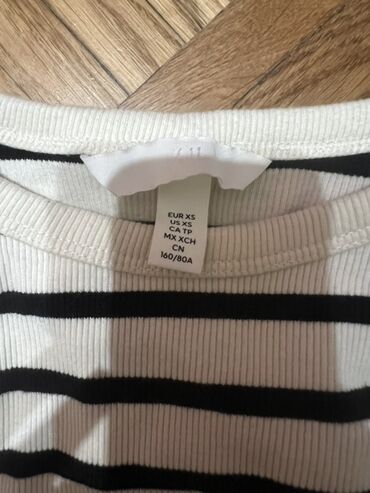 EUR XS
US XS
CA TP
MX XCH
CN
160/80A